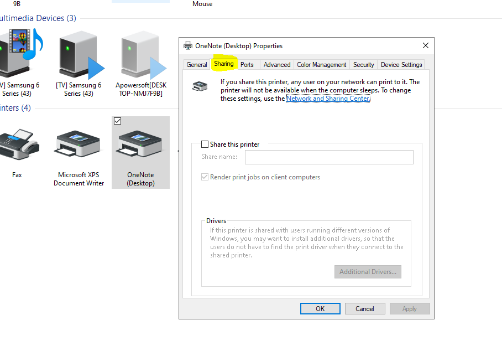 9B
Mouse
ultimedia Devices (3)
V] Samsung 6
Series (43)
[TV] Samsung 6
Series (43)
Apowersoft[DESK
TOP-NMJ7F9B]
inters (4)
Fax
Microsoft XPS
Document Writer
OneNote
(Desktop)
OneNote (Desktop) Properties
General Sharing Ports Advanced Color Management Security Device Settings
If you share this printer, any user on your network can print to it. The
printer will not be available when the computer sleeps. To change
these settings, use the Network and Sharing Center.
Share this printer
Share name:
Render print jobs on client computers
Drivers
If this printer is shared with users running different versions of
Windows, you may want to install additional drivers, so that the
users do not have to find the print driver when they connect to the
shared printer.
Additional Drivers...
OK Cancel Apply